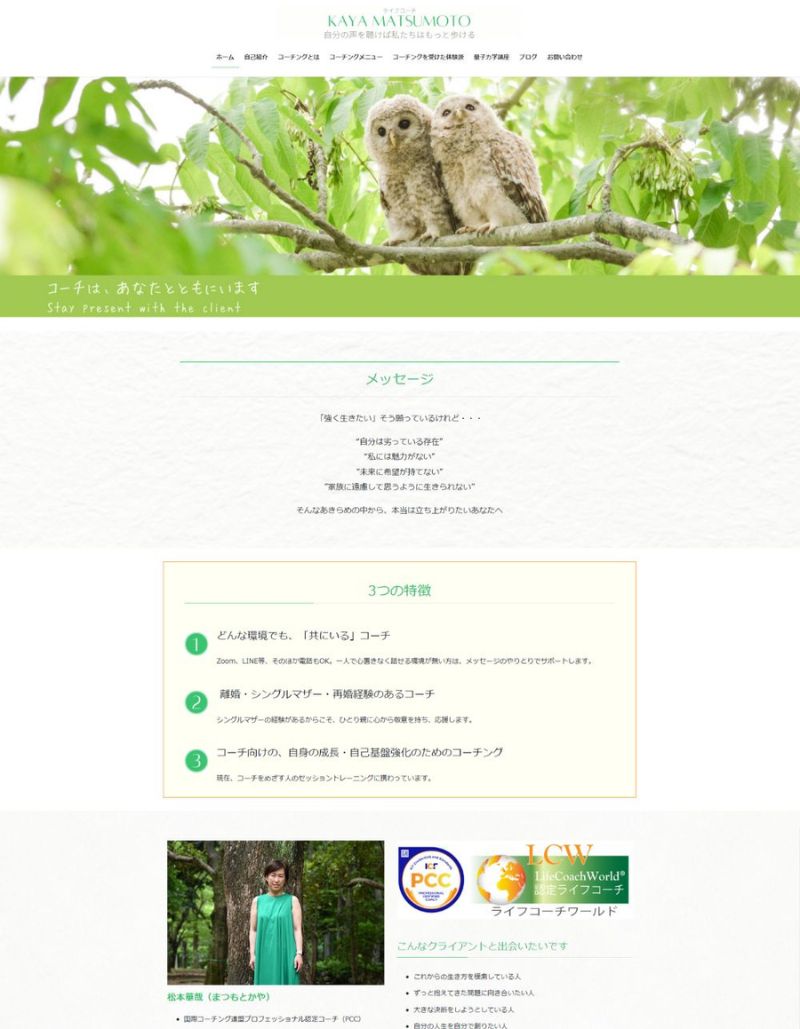 ライフコーチ
KAYA MATSUMOTO
自分の声を聴けば私たちはもっと歩ける
ホーム 自己紹介 コーチングとは コーチングメニュー コーチングを受けた体験談 量子力学講座 ブログ お問い合わせ
コーチは、あなたとともにいます
Stay present with the client
メッセージ
「強く生きたい」そう願っているけれど・・・
“自分は劣っている存在”
“私には魅力がない”
“未来に希望が持てない”
“家族に遠慮して思うように生きられない”
そんなあきらめの中から、本当は立ち上がりたいあなたへ
3つの特徴
1
どんな環境でも、「共にいる」コーチ
Zoom、LINE等、そのほか電話もOK。一人で心置きなく話せる環境が無い方は、メッセージのやりとりでサポートします。
2
離婚・シングルマザー・再婚経験のあるコーチ
シングルマザーの経験があるからこそ、ひとり親に心から敬意を持ち、応援します。
3
コーチ向けの、自身の成長・自己基盤強化のためのコーチング
現在、コーチをめざす人のセッショントレーニングに携わっています。
松本華哉（まつもとかや）
国際コーチング連盟プロフェッショナル認定コーチ（PCC）
ICF
PCC
PROFESSIONAL
CERTIFIED
COACH
LCW
LifeCoachWorld®
認定ライフコーチ
ライフコーチワールド
こんなクライアントと出会いたいです
これからの生き方を模索している人
ずっと抱えてきた問題に向き合いたい人
大きな決断をしようとしている人
自分の人生を自分で創りたい人